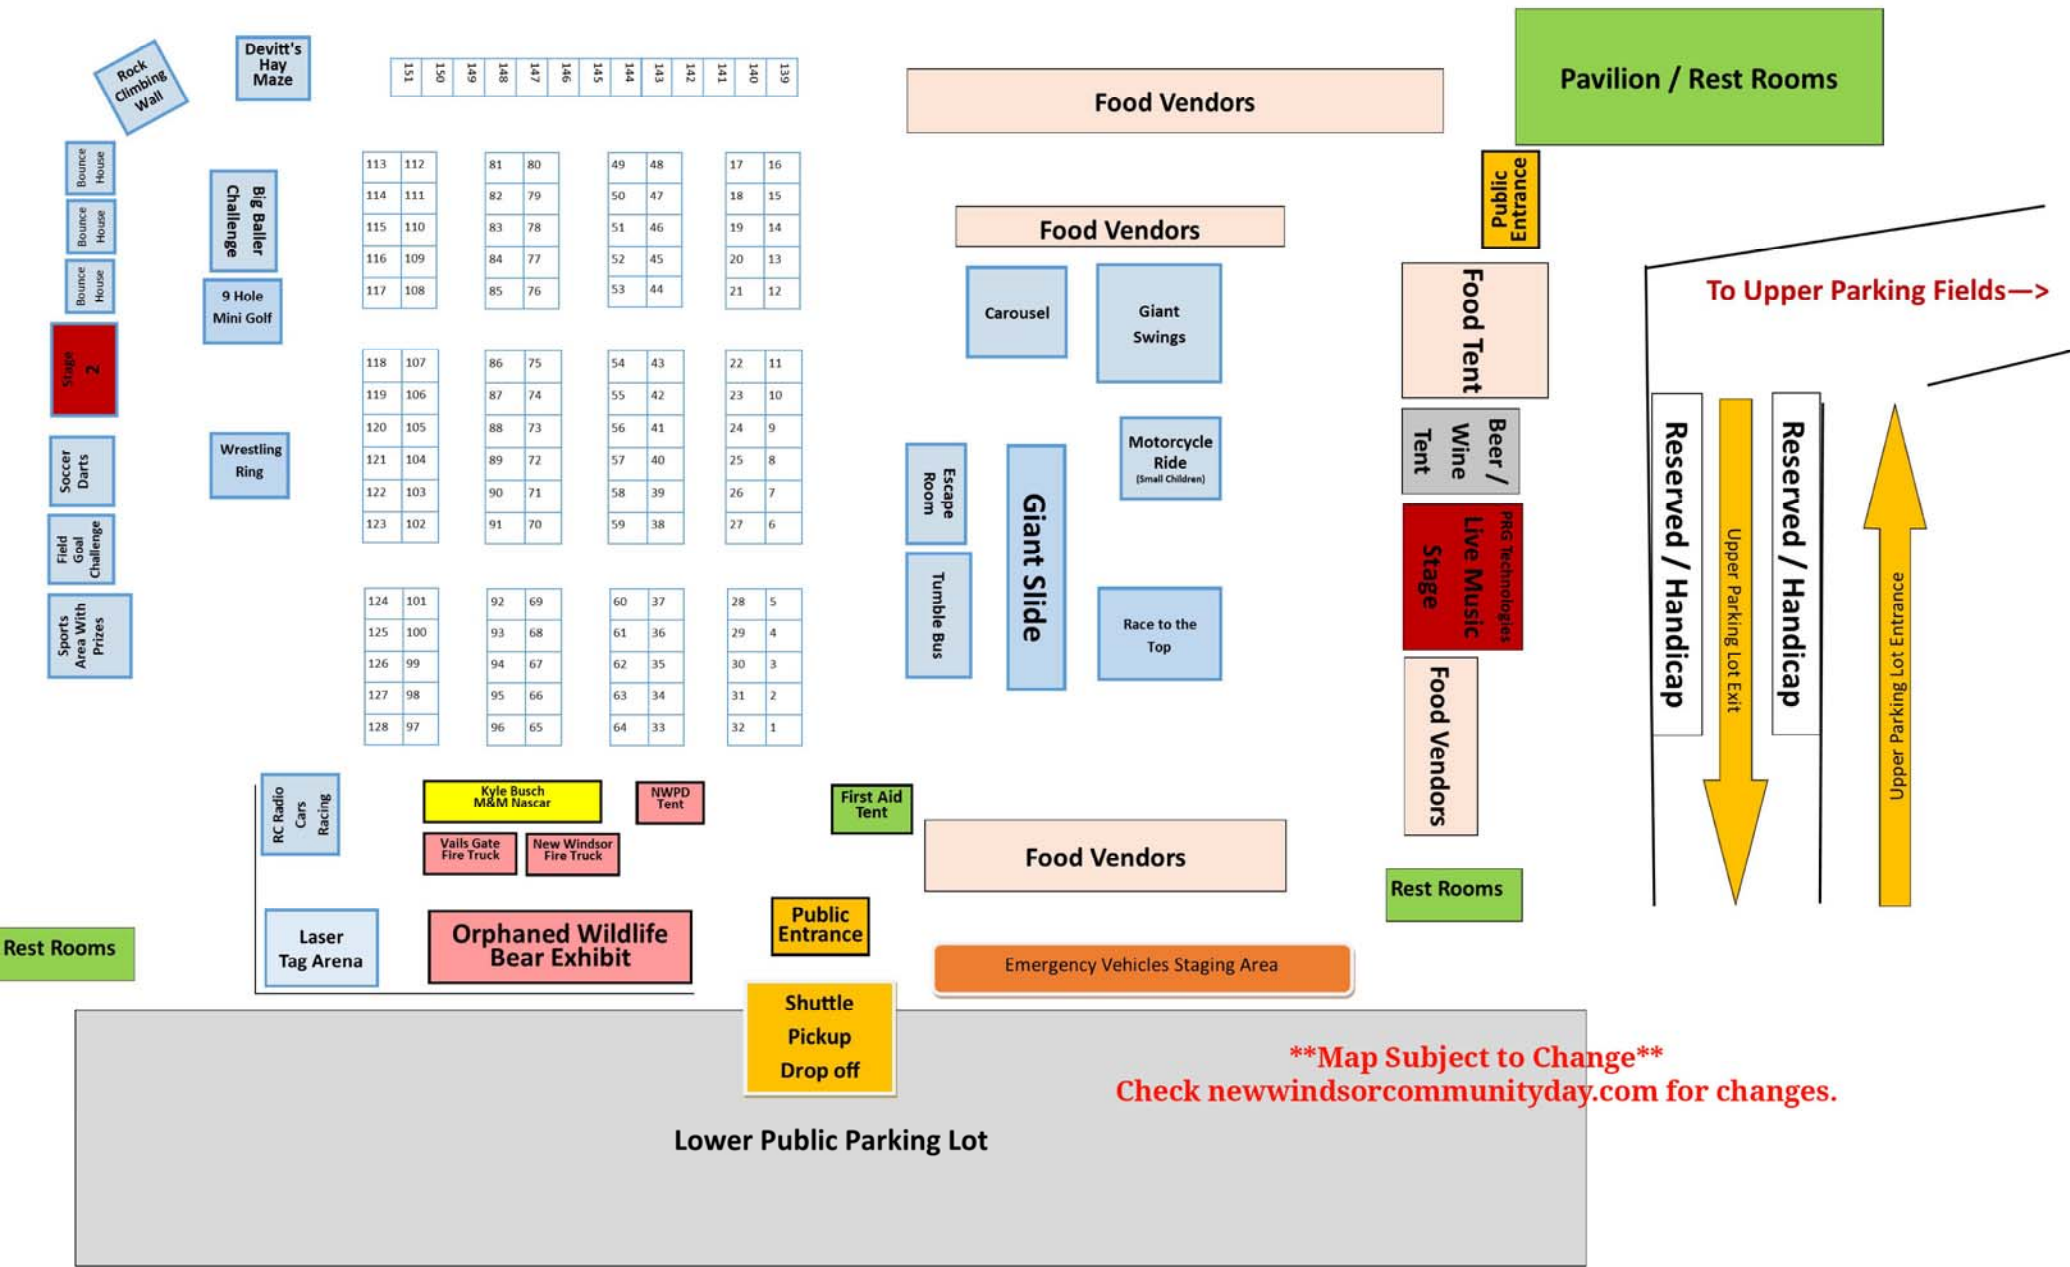 Rock
Climbing
Wall
Devitt's
Hay
Maze
151 150 149 148 147 146 145 144 143 142 141 140 139
Food Vendors
Pavilion / Rest Rooms
Bounce
House
Bounce
House
Bounce
House
Stage
2
Soccer
Darts
Field
Goal
Challenge
Sports
Area With
Prizes
Big Baller
Challenge
9 Hole
Mini Golf
Wrestling
Ring
113 112 81 80 49 48 17 16
114 111 82 79 50 47 18 15
115 110 83 78 51 46 19 14
116 109 84 77 52 45 20 13
117 108 85 76 53 44 21 12
118 107 86 75 54 43 22 11
119 106 87 74 55 42 23 10
120 105 88 73 56 41 24 9
121 104 89 72 57 40 25 8
122 103 90 71 58 39 26 7
123 102 91 70 59 38 27 6
124 101 92 69 60 37 28 5
125 100 93 68 61 36 29 4
126 99 94 67 62 35 30 3
127 98 95 66 63 34 31 2
128 97 96 65 64 33 32 1
Food Vendors
Carousel
Giant
Swings
Escape
Room
Tumble Bus
Giant Slide
Motorcycle
Ride
(Small Children)
Race to the
Top
Public
Entrance
Food Tent
Beer /
Wine
Tent
PRG Technologies
Live Music
Stage
Food Vendors
Rest Rooms
To Upper Parking Fields—>
Reserved / Handicap
Upper Parking Lot Exit
Reserved / Handicap
Upper Parking Lot Entrance
RC Radio
Cars
Racing
Kyle Busch
M&M Nascar
NWPD
Tent
Vails Gate
Fire Truck
New Windsor
Fire Truck
First Aid
Tent
Food Vendors
Rest Rooms
Laser
Tag Arena
Orphaned Wildlife
Bear Exhibit
Public
Entrance
Emergency Vehicles Staging Area
Shuttle
Pickup
Drop off
**Map Subject to Change**
Check newwindsorcommunityday.com for changes.
Lower Public Parking Lot